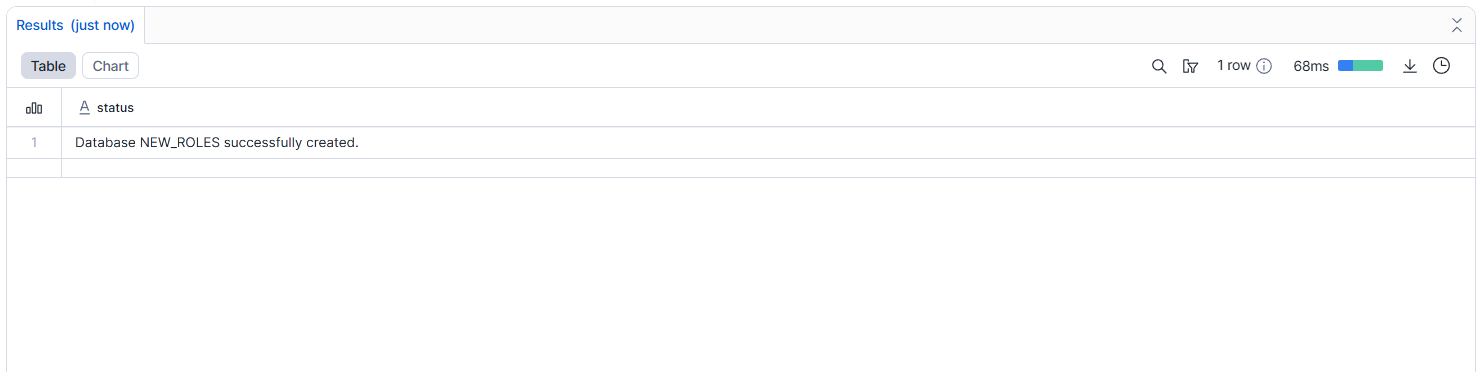 Results (just now)
Table Chart 1 row 68ms
A status
1 Database NEW_ROLES successfully created.